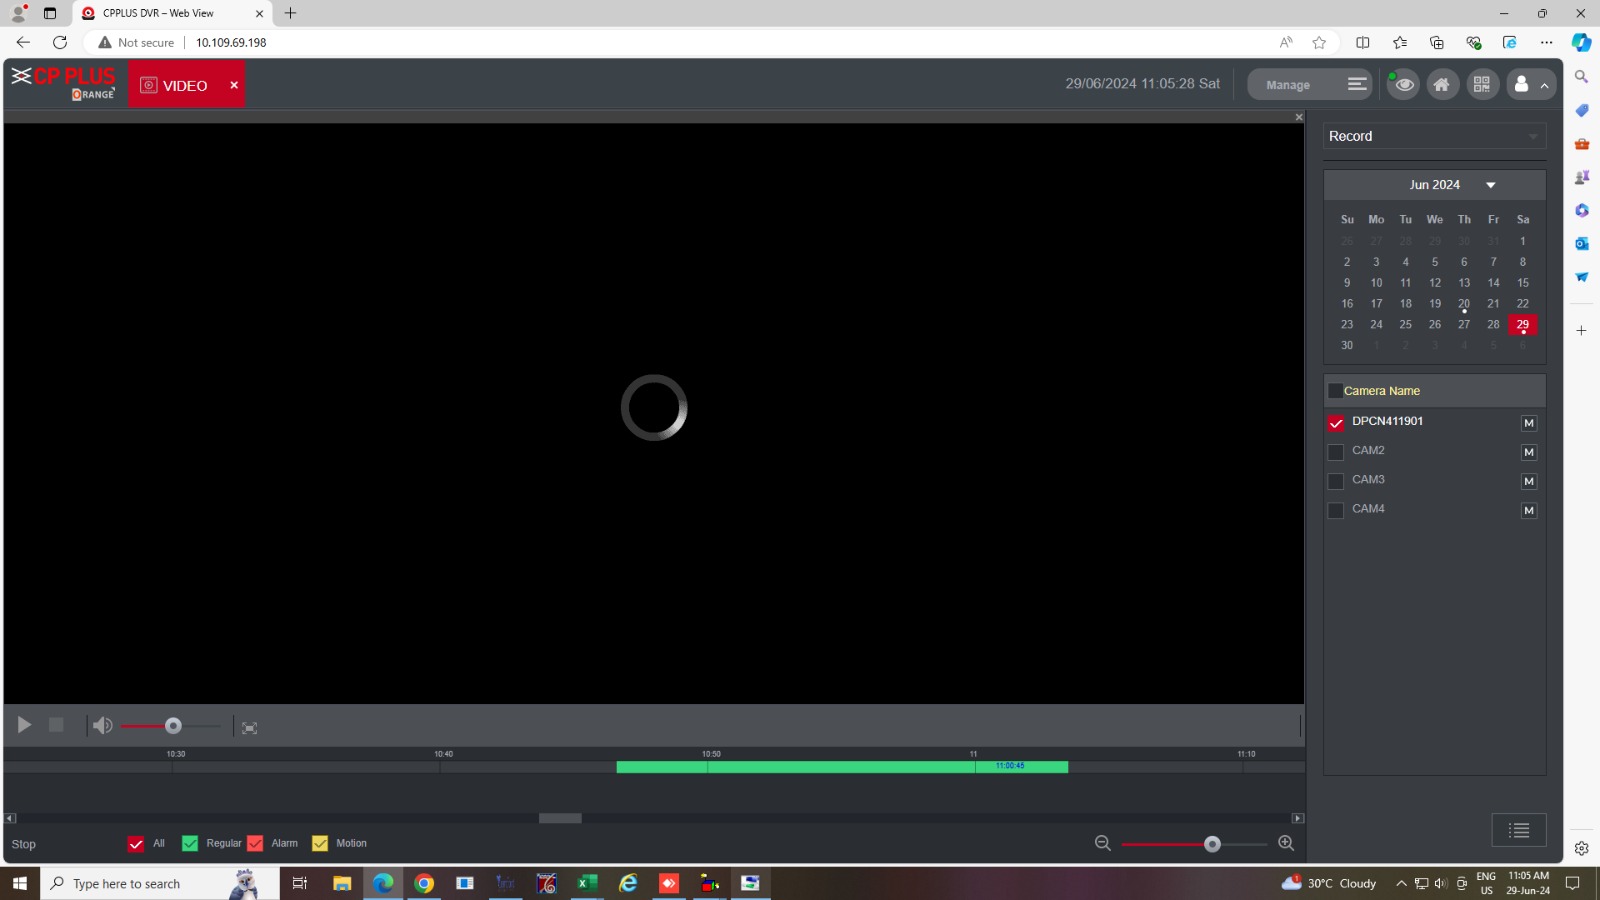 CPPLUS DVR – Web View
Not secure
10.109.69.198
CP PLUS
ORANGE
VIDEO
29/06/2024 11:05:28 Sat
Manage
Record
Jun 2024
Su Mo Tu We Th Fr Sa
26 27 28 29 30 31 1
2 3 4 5 6 7 8
9 10 11 12 13 14 15
16 17 18 19 20 21 22
23 24 25 26 27 28 29
30 1 2 3 4 5 6
Camera Name
DPCN411901 M
CAM2 M
CAM3 M
CAM4 M
10:30 10:40 10:50 11 11:10
11:00:45
Stop All Regular Alarm Motion
Type here to search
30°C Cloudy
ENG
US
11:05 AM
29-Jun-24